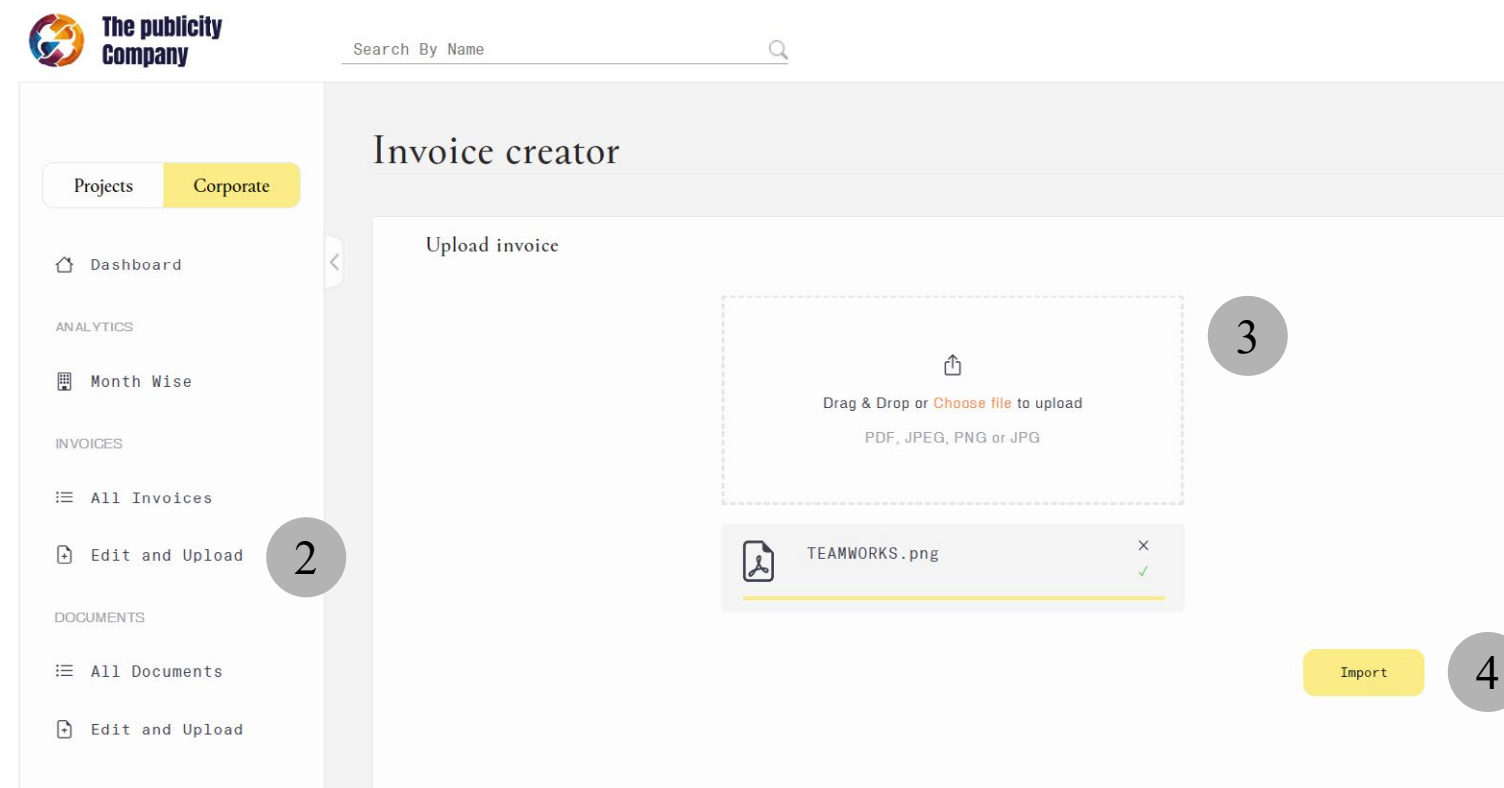 The publicity
Company
Search By Name
Invoice creator
Projects Corporate
Upload invoice
Dashboard
ANALYTICS
3
Month Wise
Drag & Drop or Choose file to upload
PDF, JPEG, PNG or JPG
INVOICES
All Invoices
Edit and Upload 2
TEAMWORKS.png
DOCUMENTS
All Documents
Import 4
Edit and Upload